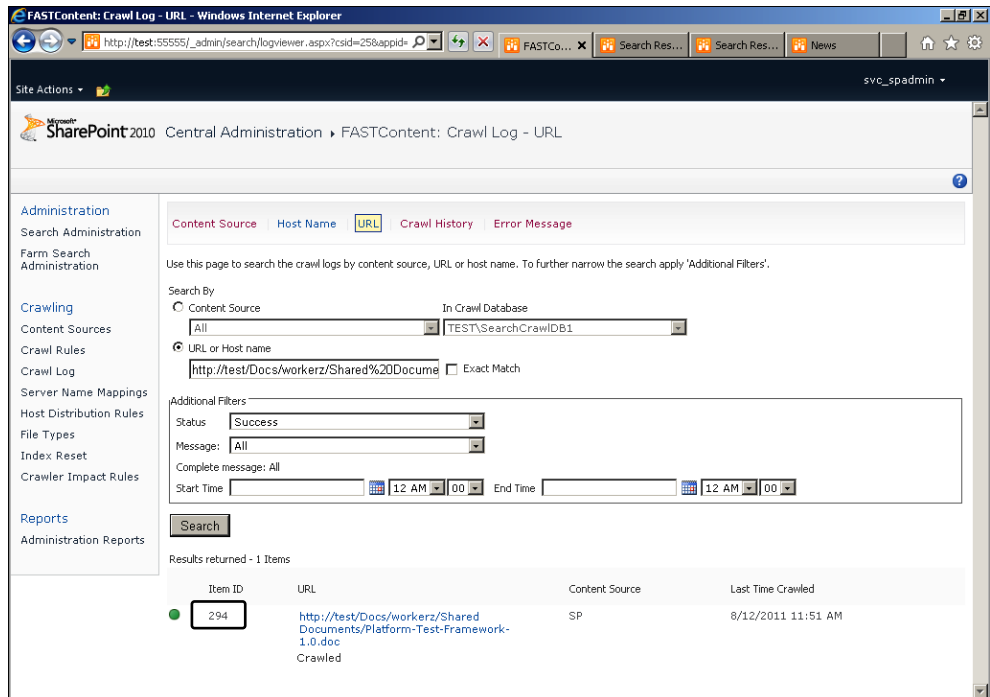 FASTContent: Crawl Log - URL - Windows Internet Explorer
http://test:55555/_admin/search/logviewer.aspx?csid=25&appid=
FASTCo...
Search Res...
Search Res...
News
Site Actions
svc_spadmin
Microsoft
SharePoint 2010 Central Administration FASTContent: Crawl Log - URL
Administration
Search Administration
Farm Search
Administration
Crawling
Content Sources
Crawl Rules
Crawl Log
Server Name Mappings
Host Distribution Rules
File Types
Index Reset
Crawler Impact Rules
Reports
Administration Reports
Content Source Host Name URL Crawl History Error Message
Use this page to search the crawl logs by content source, URL or host name. To further narrow the search apply 'Additional Filters'.
Search By
Content Source In Crawl Database
All TEST\SearchCrawlDB1
URL or Host name
http://test/Docs/workerz/Shared%20Docume Exact Match
Additional Filters
Status Success
Message: All
Complete message: All
Start Time 12 AM 00 End Time 12 AM 00
Search
Results returned - 1 Items
Item ID URL Content Source Last Time Crawled
294 http://test/Docs/workerz/Shared SP 8/12/2011 11:51 AM
Documents/Platform-Test-Framework-
1.0.doc
Crawled